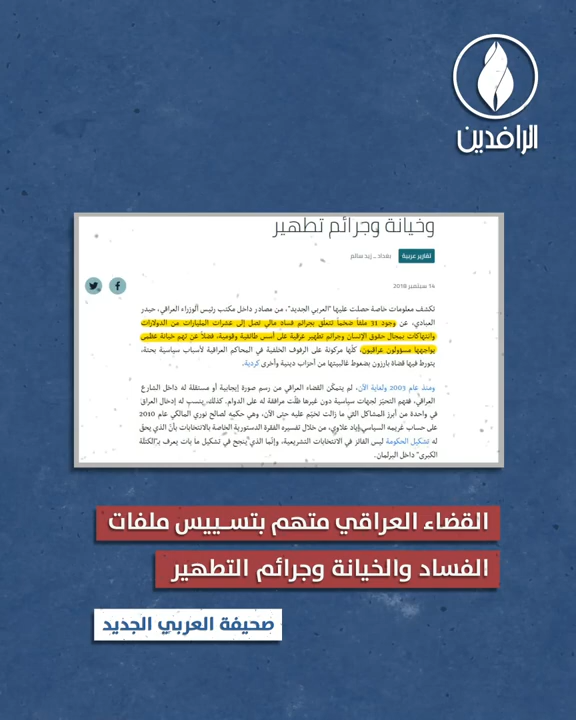 الرافدين
وخيانة وجرائم تطهير
تقارير عربية
بغداد ــ زيد سالم
14 سبتمبر 2018
تكشف معلومات خاصة حصلت عليها "العربي الجديد"، من مصادر داخل مكتب رئيس الوزراء العراقي، حيدر
العبادي، عن وجود 31 ملفاً ضخماً تتعلّق بجرائم فساد مالي تصل إلى عشرات المليارات من الدولارات
وانتهاكات بمجال حقوق الإنسان وجرائم تطهير عرقية على أسس طائفية وقومية، فضلاً عن تهم خيانة عظمى
يواجهها مسؤولون عراقيون، كلّها مركونة على الرفوف الخلفية في المحاكم العراقية لأسباب سياسية بحتة،
يتورط فيها قضاة بارزون بضغوط غالبيتها من أحزاب دينية وأخرى كردية.
ومنذ عام 2003 ولغاية الآن، لم يتمكّن القضاء العراقي من رسم صورة إيجابية أو مستقلة له داخل الشارع
العراقي، فتهم التحيّز لجهات سياسية دون غيرها ظلّت مرافقة له على الدوام. كذلك، ينسب له إدخال العراق
في واحدة من أبرز المشاكل التي ما زالت تخيّم عليه حتى الآن، وهي حكمه لصالح نوري المالكي عام 2010
على حساب غريمه السياسي إياد علاوي، من خلال تفسيره الفقرة الدستورية الخاصة بالانتخابات بأنّ الذي يحقّ
له تشكيل الحكومة ليس الفائز في الانتخابات التشريعية، وإنّما الذي ينجح في تشكيل ما بات يعرف بـ"الكتلة
الكبرى" داخل البرلمان.
القضاء العراقي متهم بتسييس ملفات
الفساد والخيانة وجرائم التطهير
صحيفة العربي الجديد